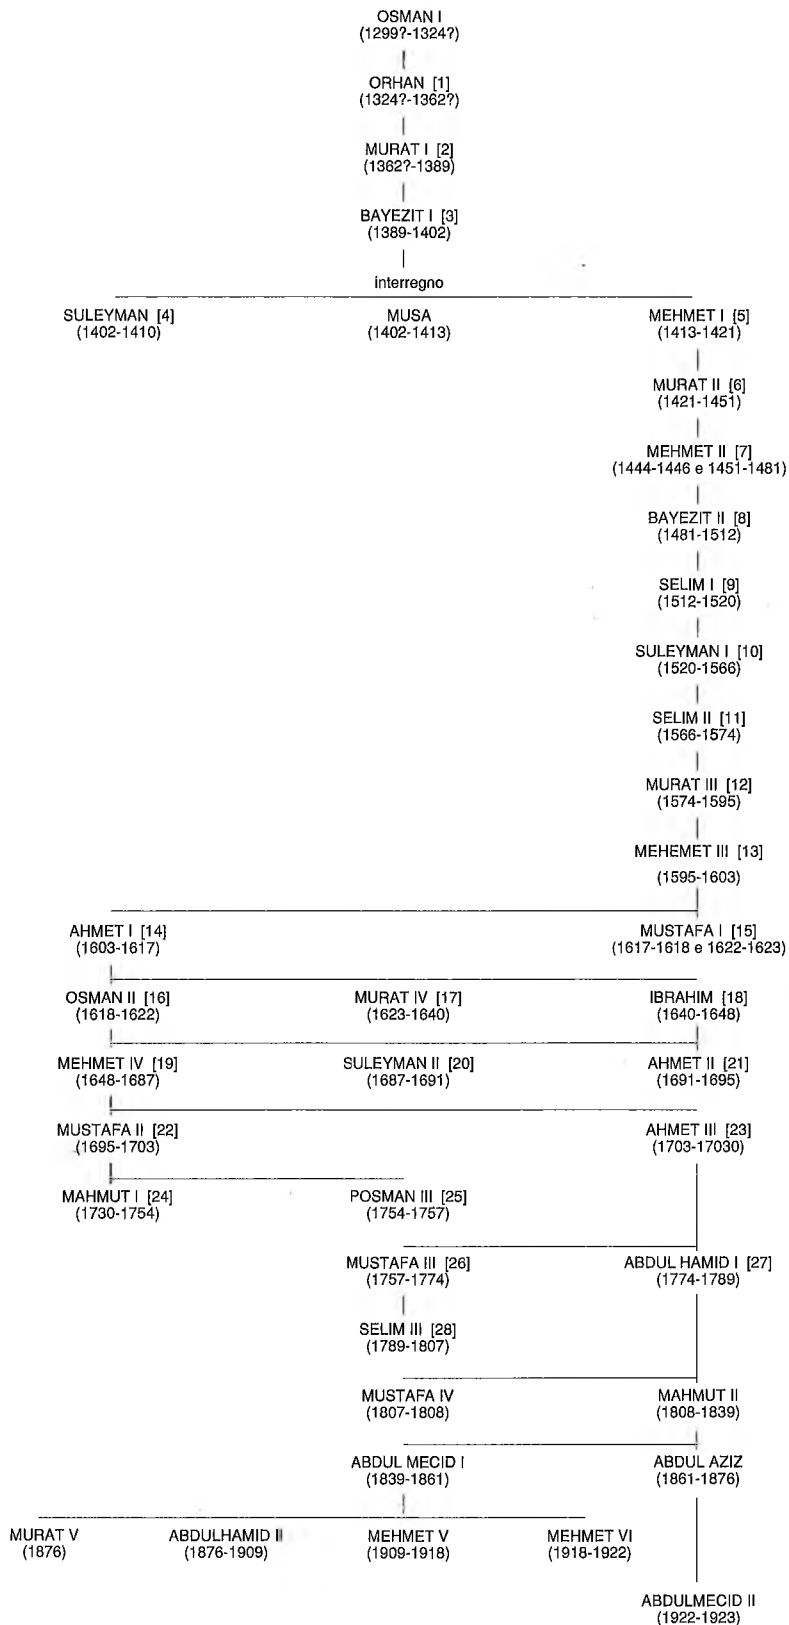 OSMAN I
(1299?-1324?)
ORHAN [1]
(1324?-1362?)
MURAT I [2]
(1362?-1389)
BAYEZIT I [3]
(1389-1402)
interregno
SULEYMAN [4] MUSA MEHMET I [5]
(1402-1410) (1402-1413) (1413-1421)
MURAT II [6]
(1421-1451)
MEHMET II [7]
(1444-1446 e 1451-1481)
BAYEZIT II [8]
(1481-1512)
SELIM I [9]
(1512-1520)
SULEYMAN I [10]
(1520-1566)
SELIM II [11]
(1566-1574)
MURAT III [12]
(1574-1595)
MEHEMET III [13]
(1595-1603)
AHMET I [14] MUSTAFA I [15]
(1603-1617) (1617-1618 e 1622-1623)
OSMAN II [16] MURAT IV [17] IBRAHIM [18]
(1618-1622) (1623-1640) (1640-1648)
MEHMET IV [19] SULEYMAN II [20] AHMET II [21]
(1648-1687) (1687-1691) (1691-1695)
MUSTAFA II [22] AHMET III [23]
(1695-1703) (1703-17030)
MAHMUT I [24] POSMAN III [25]
(1730-1754) (1754-1757)
MUSTAFA III [26] ABDUL HAMID I [27]
(1757-1774) (1774-1789)
SELIM III [28]
(1789-1807)
MUSTAFA IV MAHMUT II
(1807-1808) (1808-1839)
ABDUL MECID I ABDUL AZIZ
(1839-1861) (1861-1876)
MURAT V ABDULHAMID II MEHMET V MEHMET VI
(1876) (1876-1909) (1909-1918) (1918-1922)
ABDULMECID II
(1922-1923)